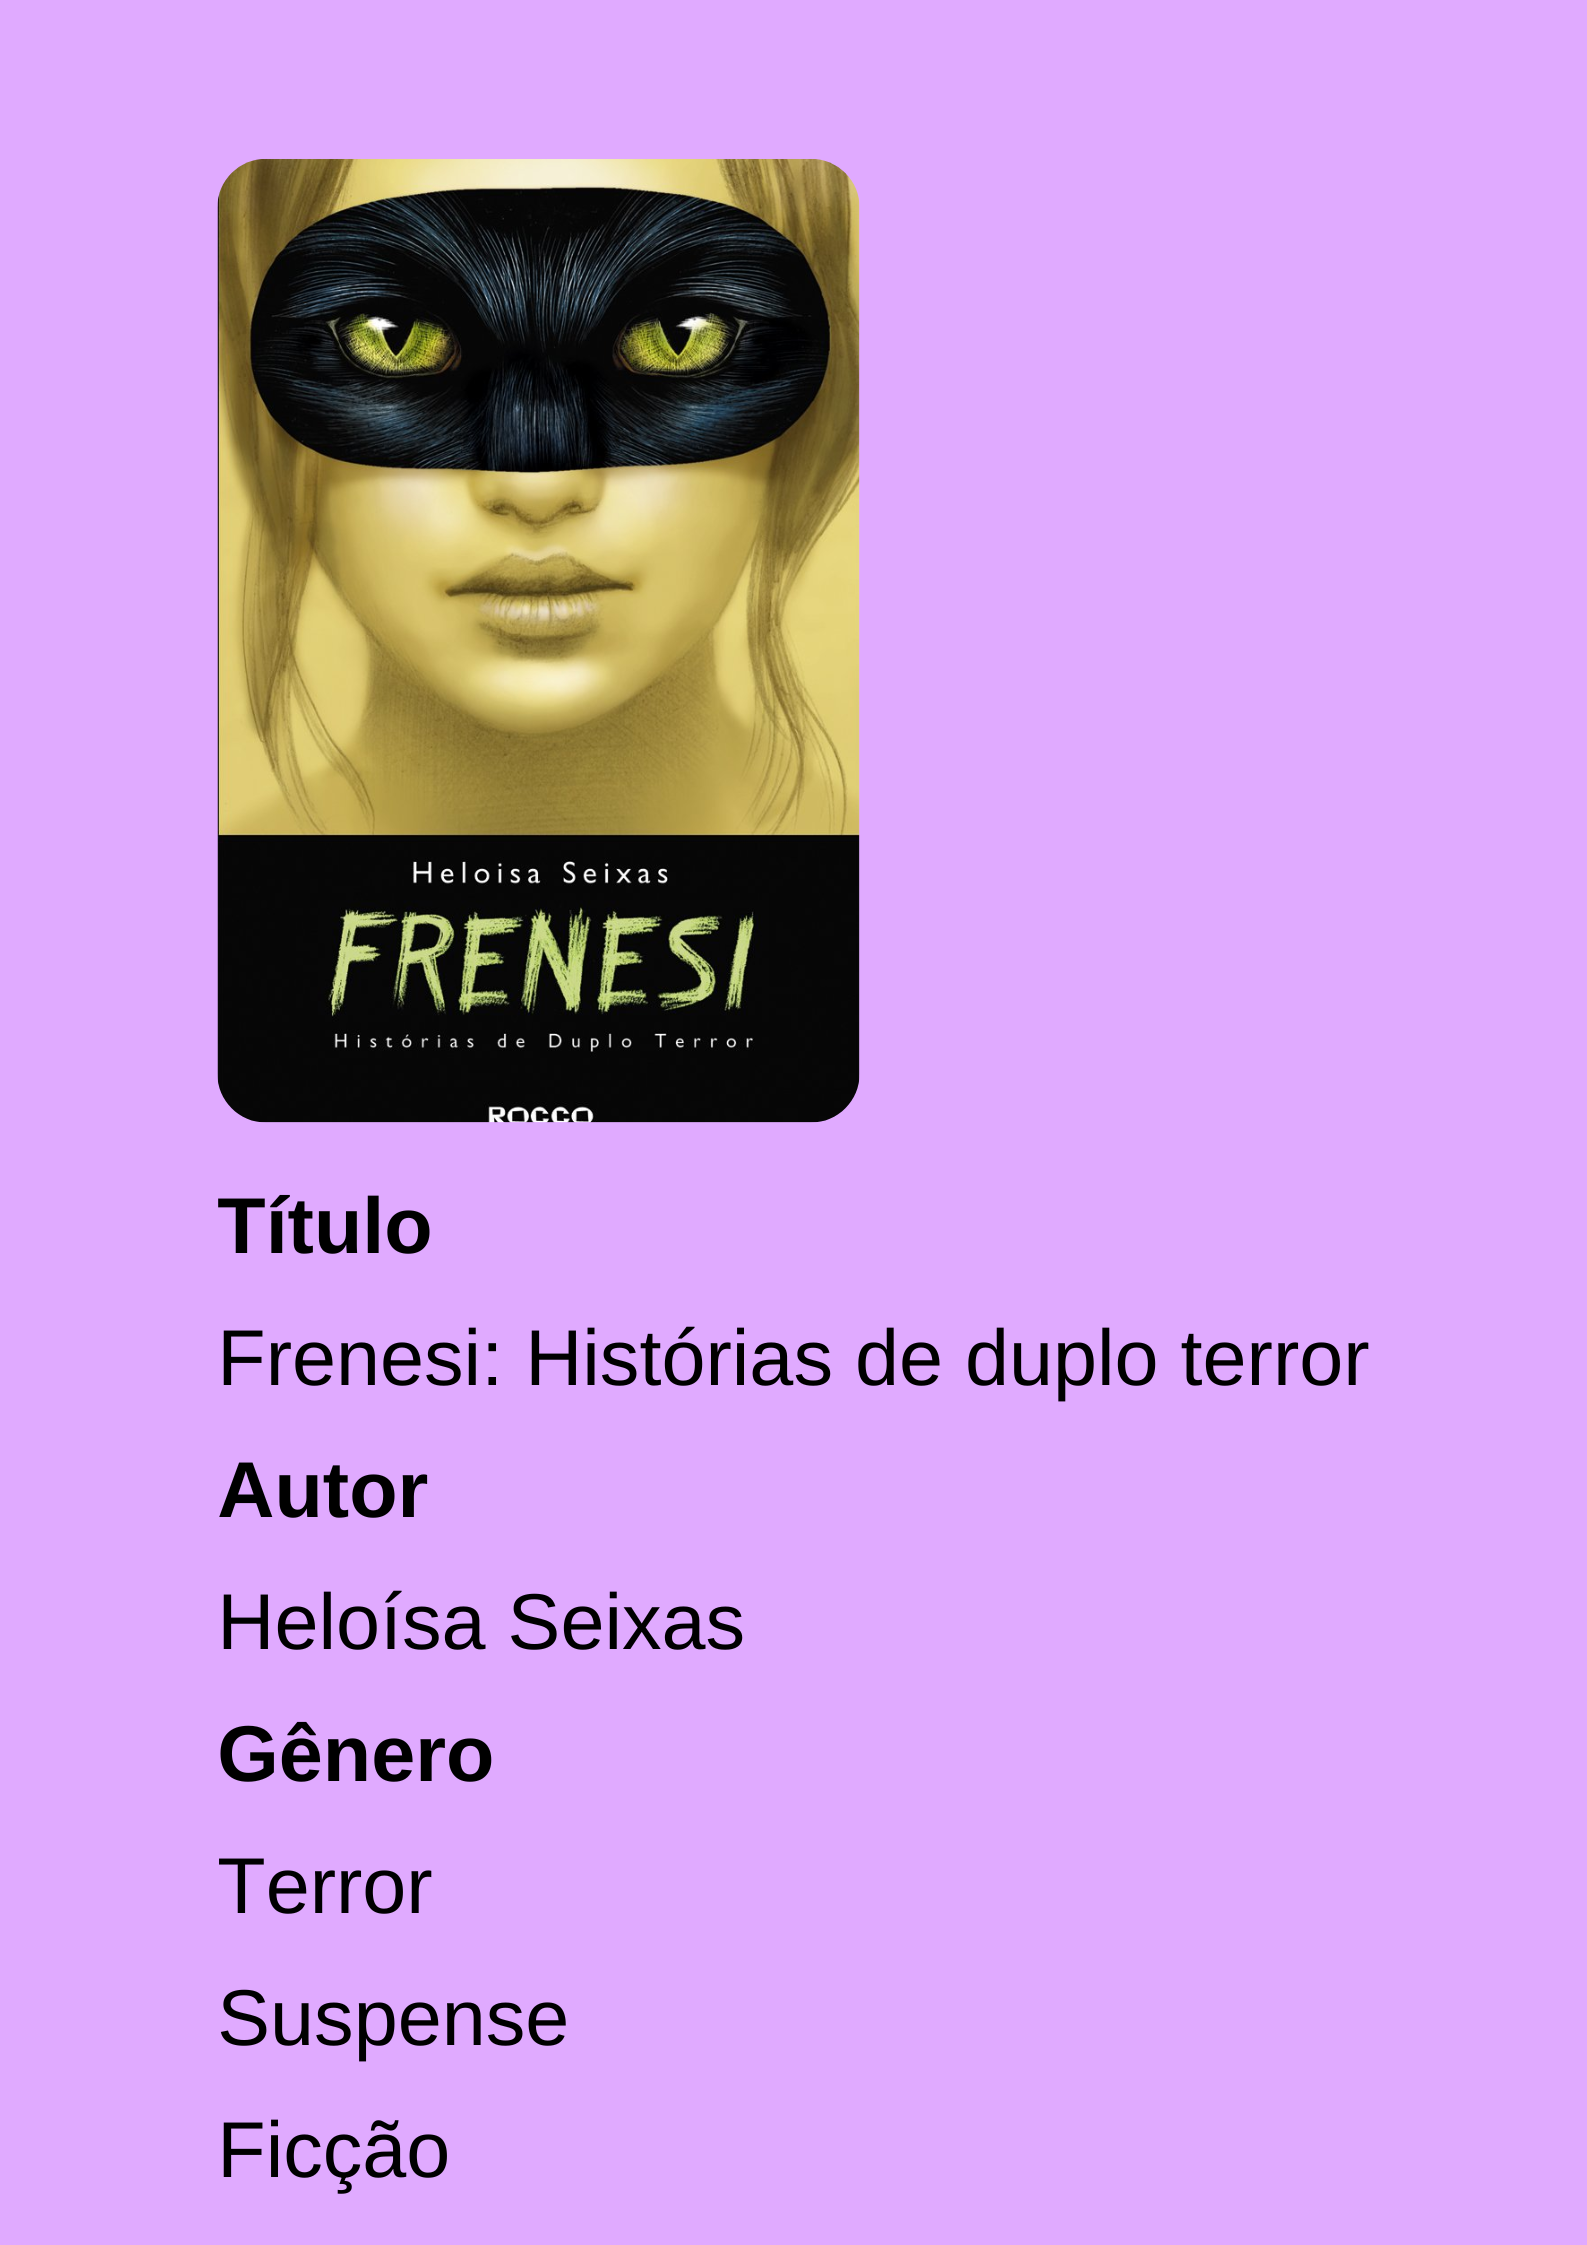 Heloisa Seixas
FRENESI
Histórias de Duplo Terror
ROCCO
Título
Frenesi: Histórias de duplo terror
Autor
Heloísa Seixas
Gênero
Terror
Suspense
Ficção